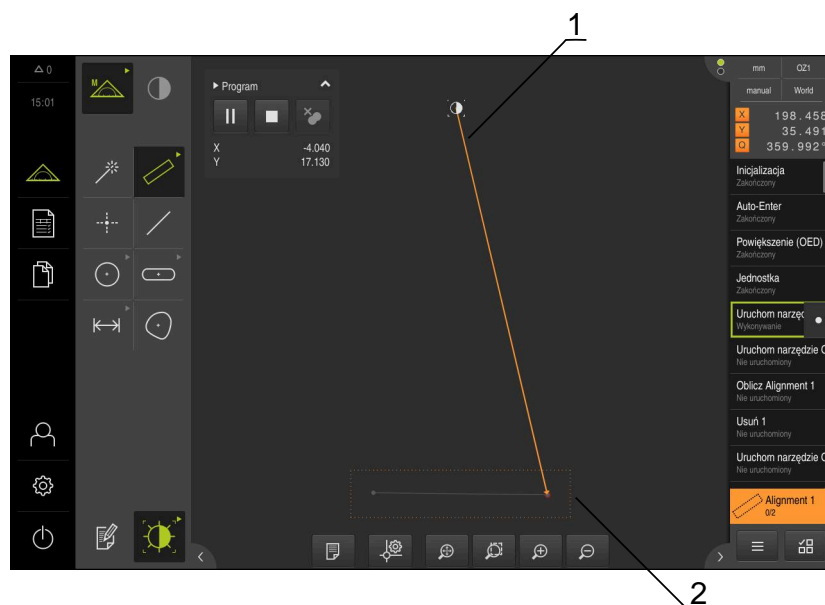 1
0
15:01
M
Program
X -4.040
Y 17.130
mm OZ1
manual World
X 198.458
Y 35.491
Q 359.992°
Inicjalizacja
Zakończony
Auto-Enter
Zakończony
Powiększenie (OED)
Zakończony
Jednostka
Zakończony
Uruchom narzę
Wykonywanie
Uruchom narzędzie O
Nie uruchomiony
Oblicz Alignment 1
Nie uruchomiony
Usuń 1
Nie uruchomiony
Uruchom narzędzie O
Nie uruchomiony
Alignment 1
0/2
2